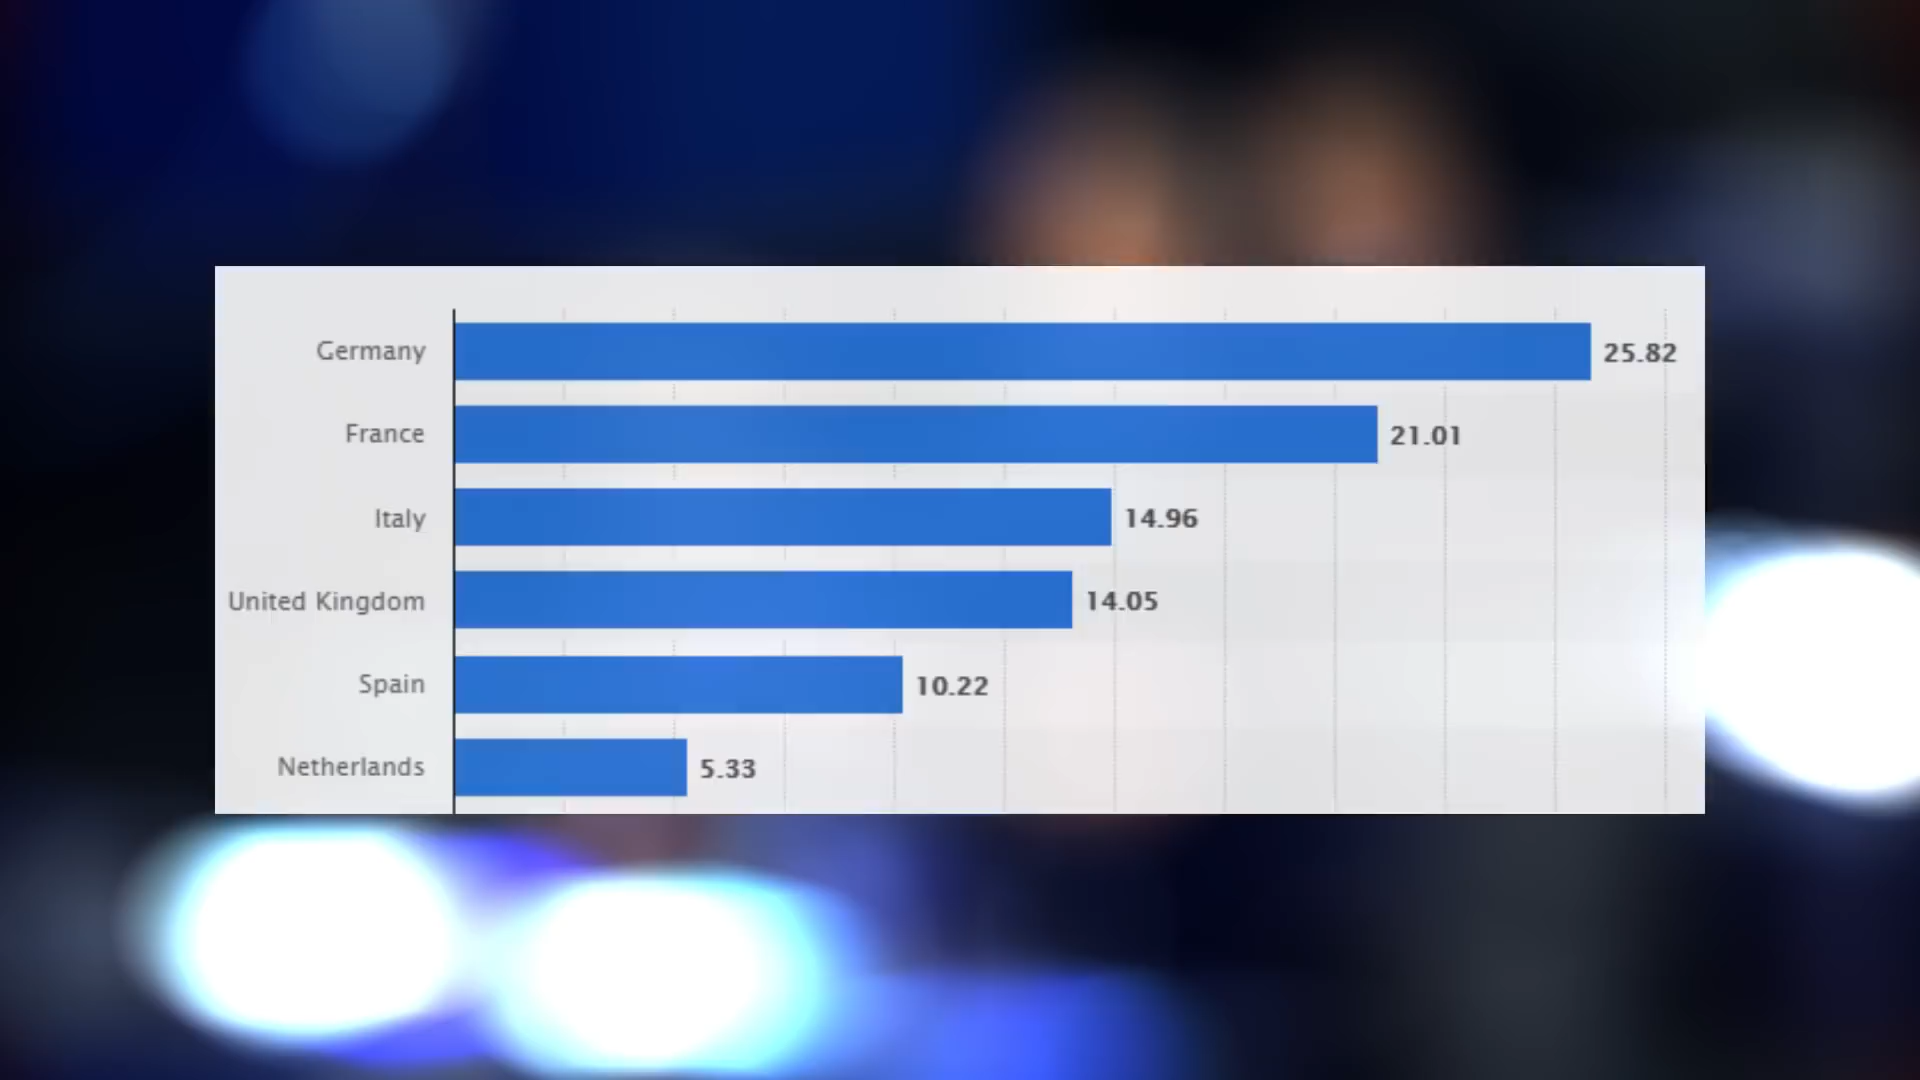 Germany 25.82
France 21.01
Italy 14.96
United Kingdom 14.05
Spain 10.22
Netherlands 5.33